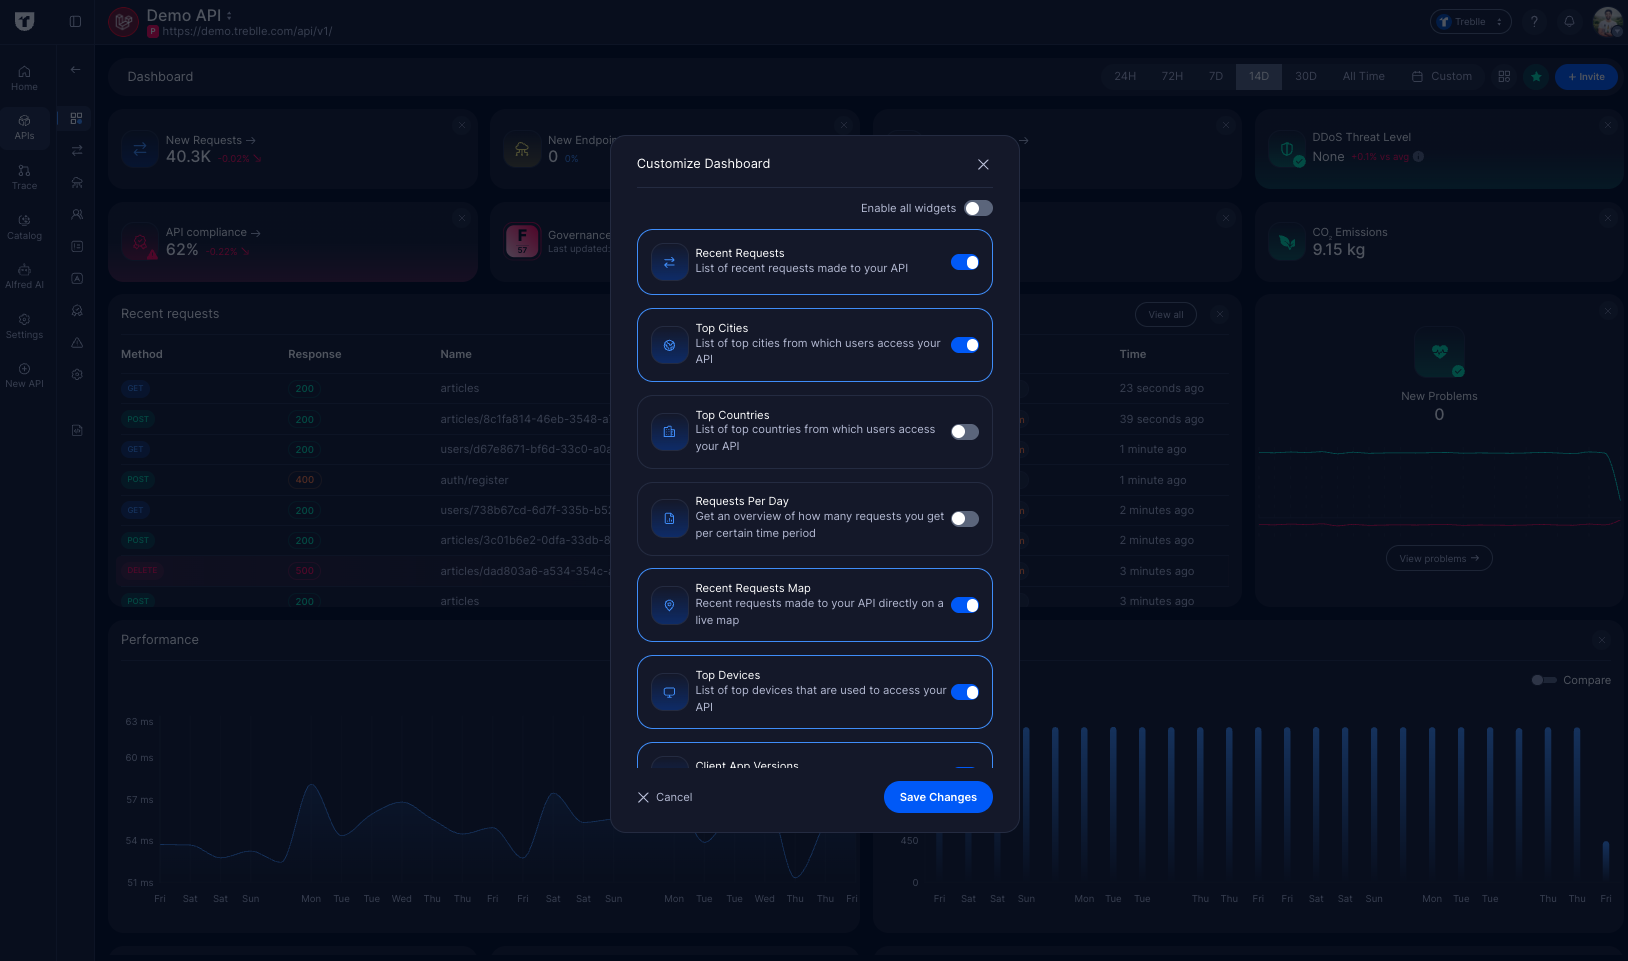 Demo API
P https://demo.treblle.com/api/v1/
Treblle
?
Home
APIs
Trace
Catalog
Alfred AI
Settings
New API
Dashboard
24H 72H 7D 14D 30D All Time Custom
+ Invite
New Requests →
40.3K -0.02%
New
0 0%
→
DDoS Threat Level
None +0.1% vs avg
API compliance →
62% -0.22%
F
57
Governance
Last updated:
CO₂ Emissions
9.15 kg
Recent requests
View all
Method Response Name Time
GET 200 articles 23 seconds ago
POST 200 articles/8c1fa814-46eb-3548-a 39 seconds ago
GET 200 users/d67e8671-bf6d-33c0-a0a 1 minute ago
POST 400 auth/register 1 minute ago
GET 200 users/738b67cd-6d7f-335b-b5 2 minutes ago
POST 200 articles/3c01b6e2-0dfa-33db-8 2 minutes ago
DELETE 500 articles/dad803a6-a534-354c- 3 minutes ago
POST 200 articles 3 minutes ago
New Problems
0
View problems →
Customize Dashboard
Enable all widgets
Recent Requests
List of recent requests made to your API
Top Cities
List of top cities from which users access your
API
Top Countries
List of top countries from which users access
your API
Requests Per Day
Get an overview of how many requests you get
per certain time period
Recent Requests Map
Recent requests made to your API directly on a
live map
Top Devices
List of top devices that are used to access your
API
Client App Versions
Cancel
Save Changes
Performance
63 ms
60 ms
57 ms
54 ms
51 ms
Fri Sat Sat Sun Mon Tue Tue Wed Thu Thu Fri Fri Sat Sat Sun Mon Tue Tue Wed Thu Thu Fri
Compare
450
0
Fri Sat Sat Sun Mon Tue Tue Thu Thu Fri Fri Sat Sat Sun Mon Tue Tue Thu Thu Fri